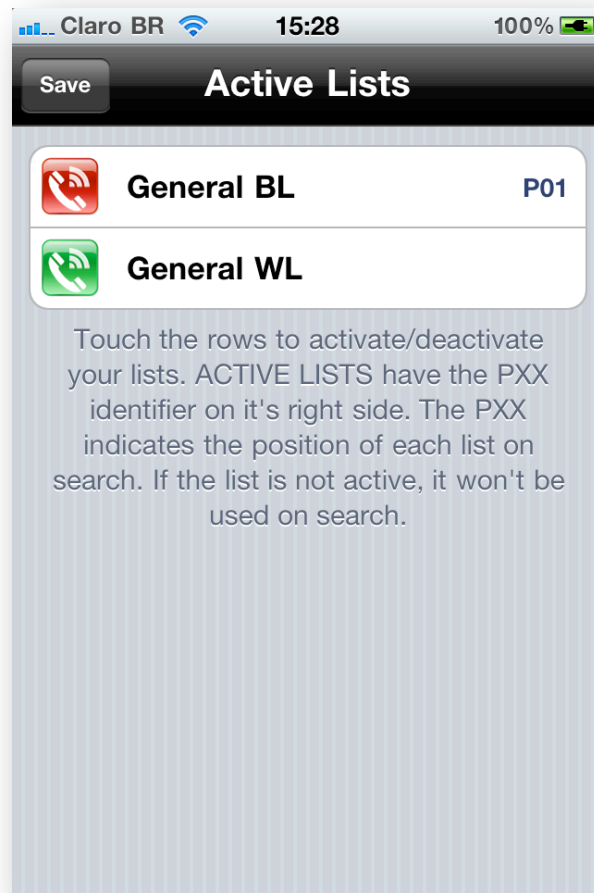 Claro BR 15:28 100%
Save Active Lists
General BL P01
General WL
Touch the rows to activate/deactivate
your lists. ACTIVE LISTS have the PXX
identifier on it's right side. The PXX
indicates the position of each list on
search. If the list is not active, it won't be
used on search.